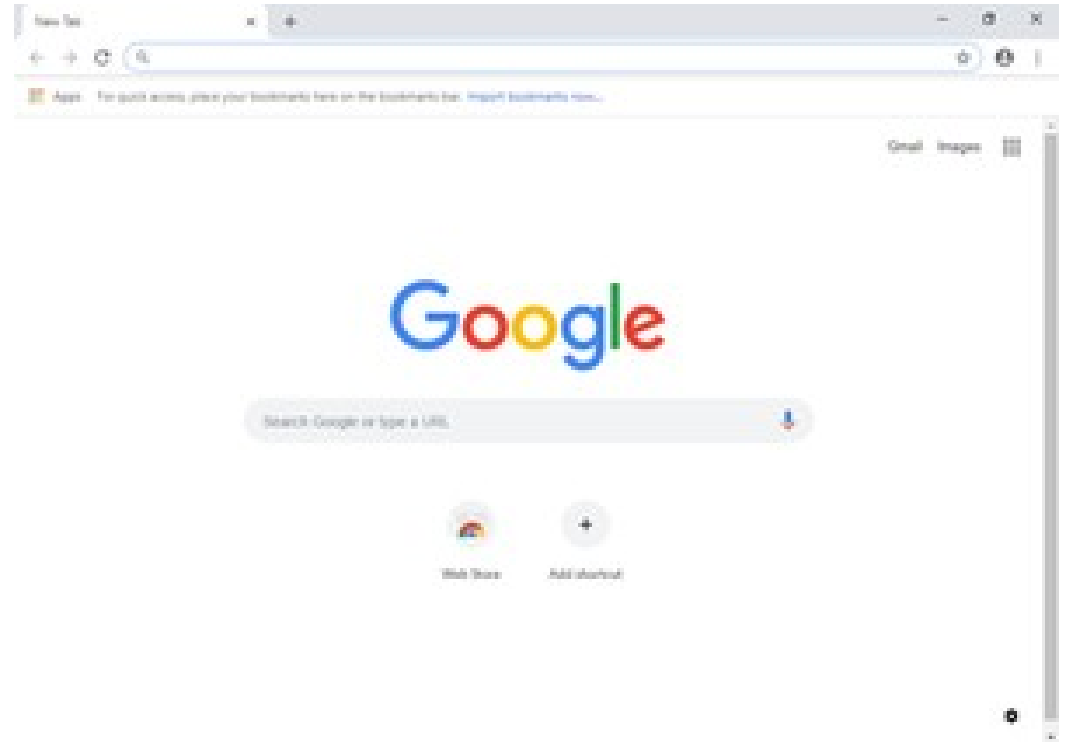 New Tab
Apps For quick access, place your bookmarks here on the bookmarks bar. Import bookmarks now...
Gmail Images
Google
Search Google or type a URL
Web Store Add shortcut